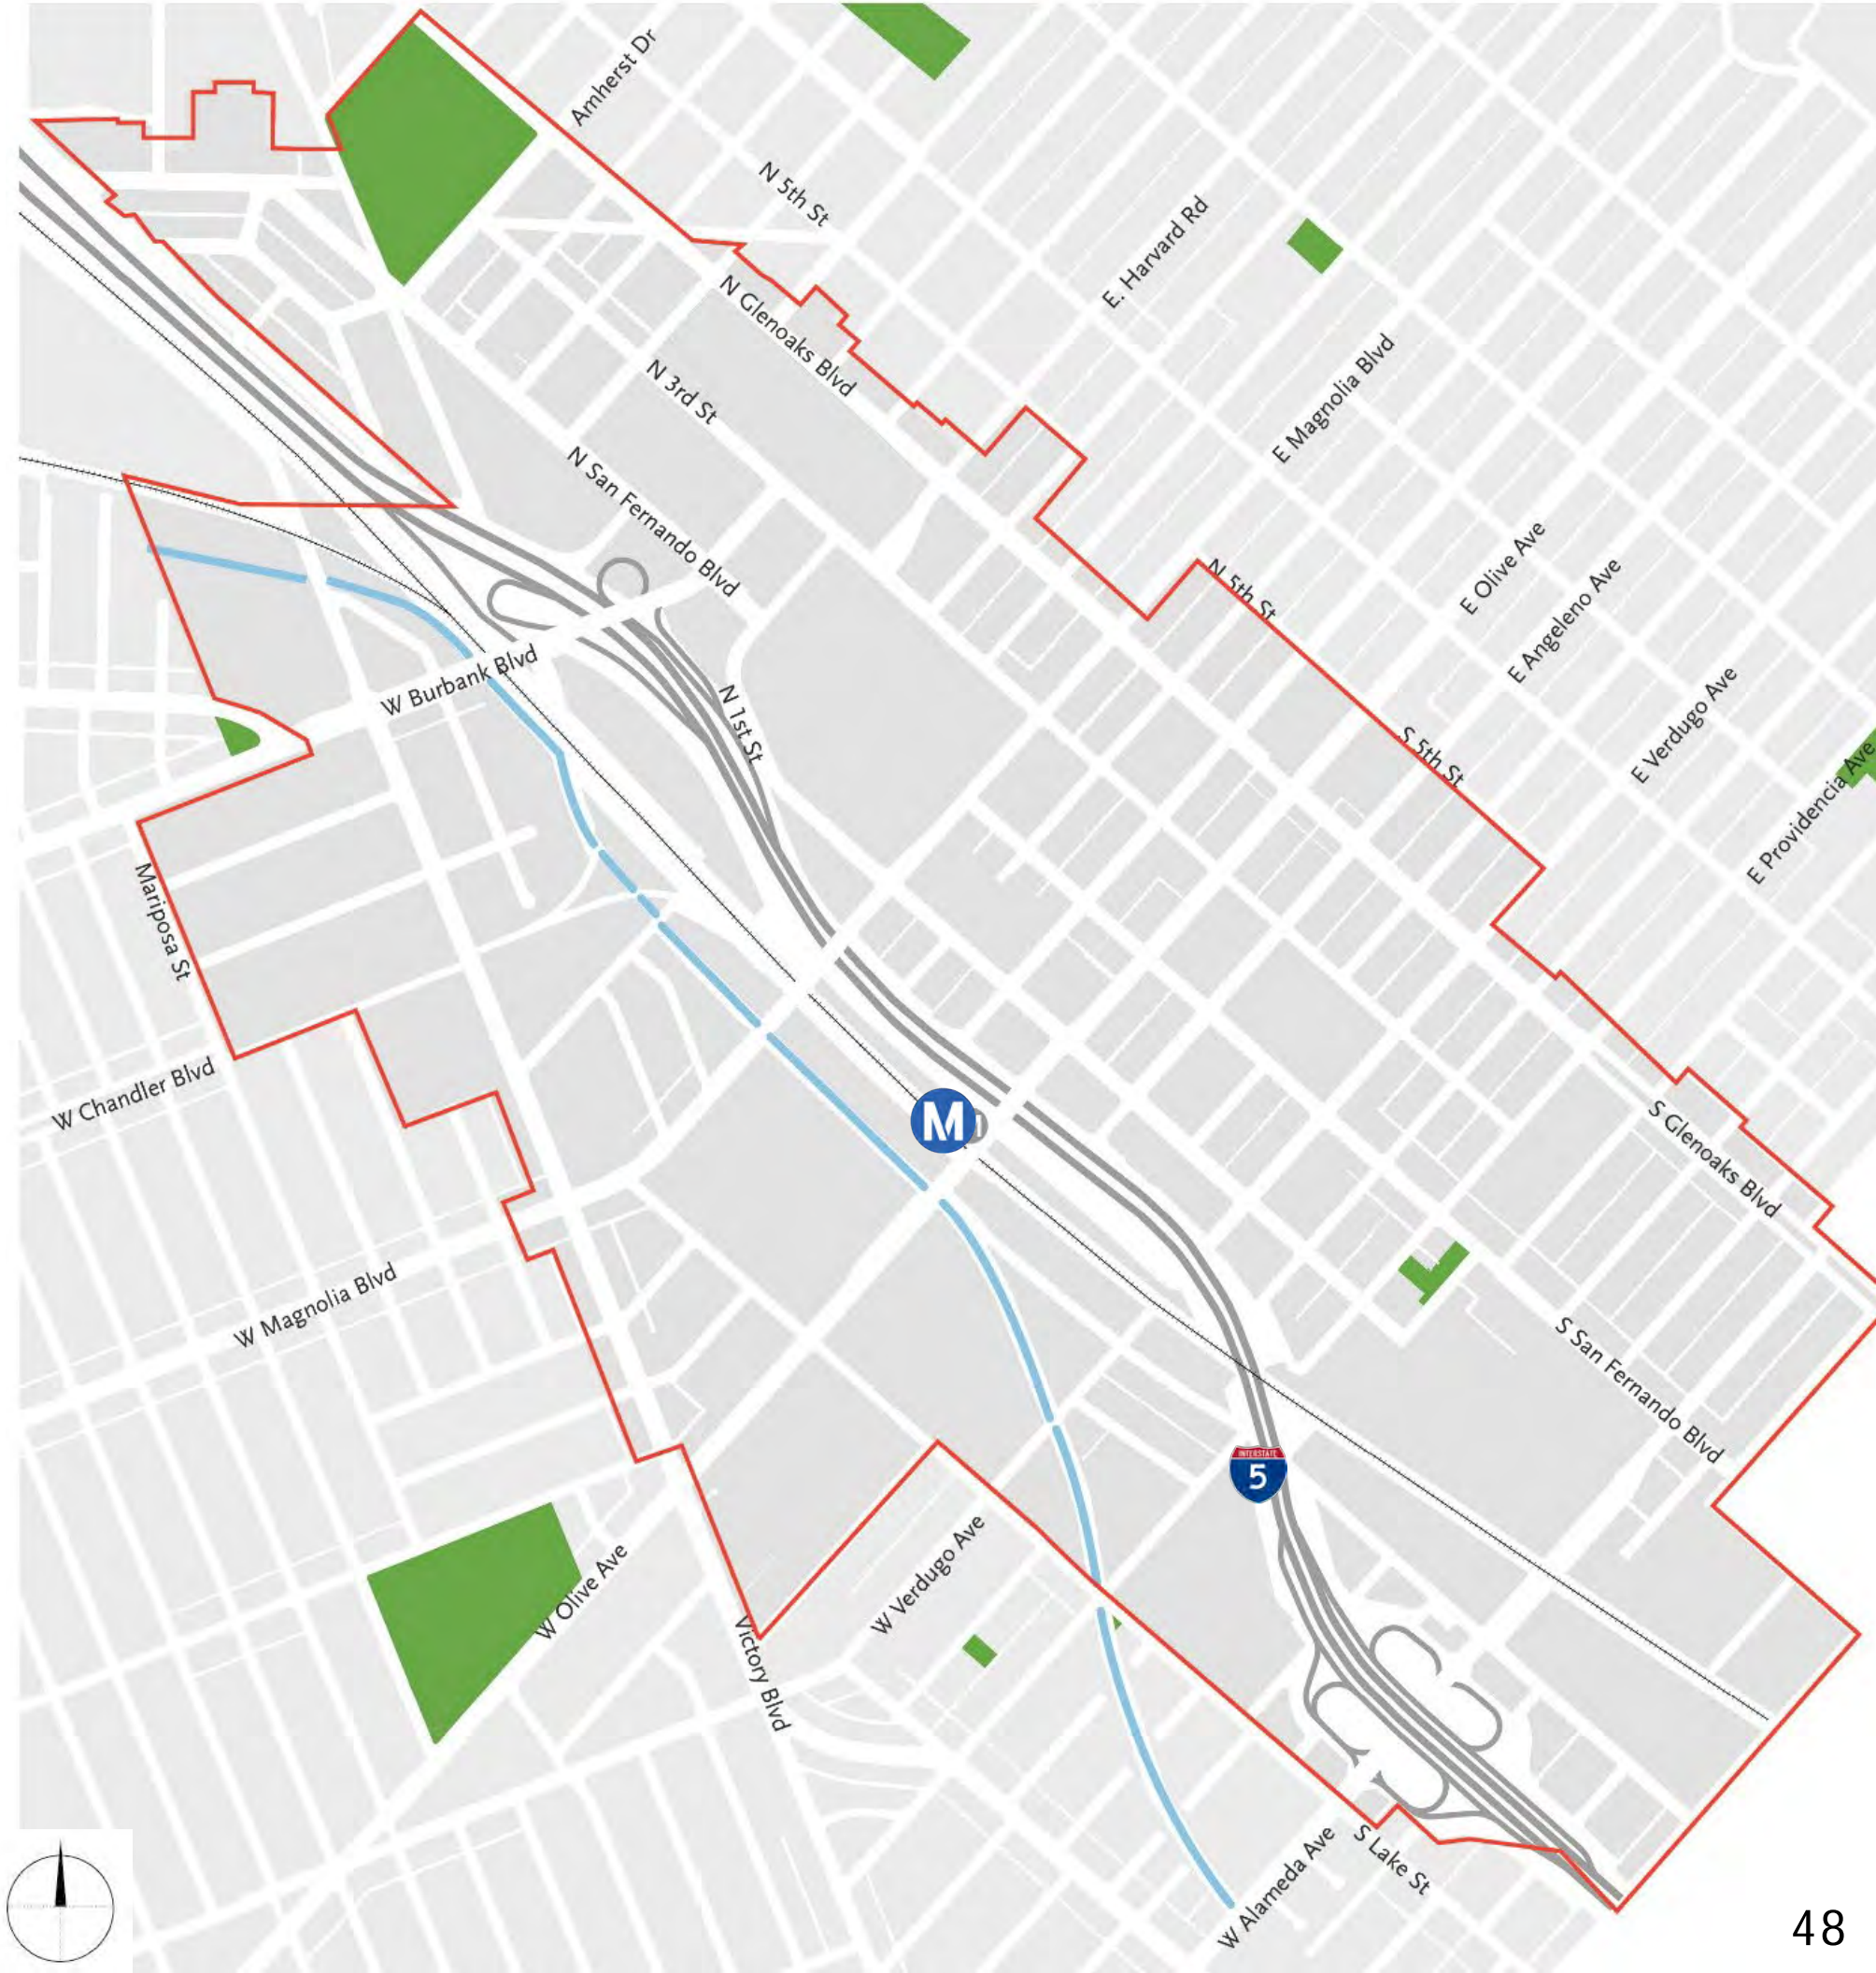 Amherst Dr
N 5th St
E. Harvard Rd
N Glenoaks Blvd
E Magnolia Blvd
N 3rd St
N San Fernando Blvd
E Olive Ave
N 5th St
E Angeleno Ave
W Burbank Blvd
N 1st St
S 5th St
E Verdugo Ave
E Providencia Ave
Mariposa St
W Chandler Blvd
M
S Glenoaks Blvd
W Magnolia Blvd
S San Fernando Blvd
INTERSTATE
5
W Verdugo Ave
W Olive Ave
Victory Blvd
W Alameda Ave
S Lake St
48